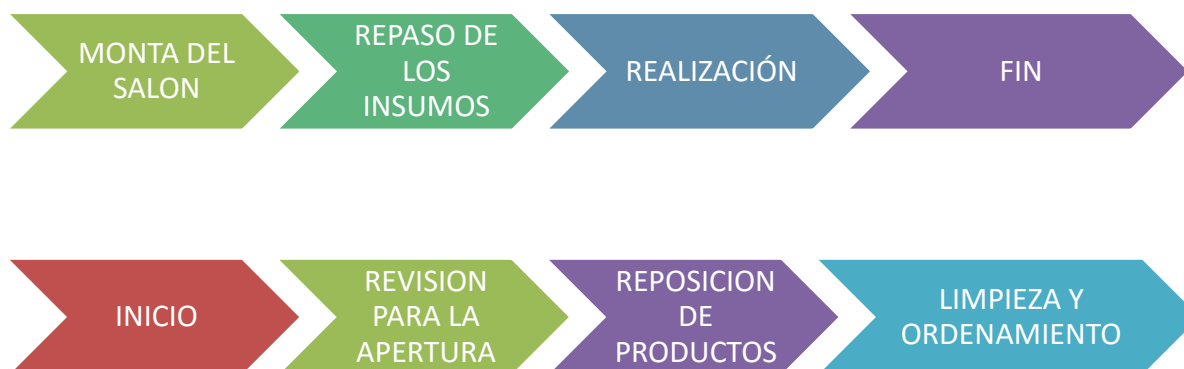 MONTA DEL
SALON
REPASO DE
LOS
INSUMOS
REALIZACIÓN
FIN
INICIO
REVISION
PARA LA
APERTURA
REPOSICION
DE
PRODUCTOS
LIMPIEZA Y
ORDENAMIENTO